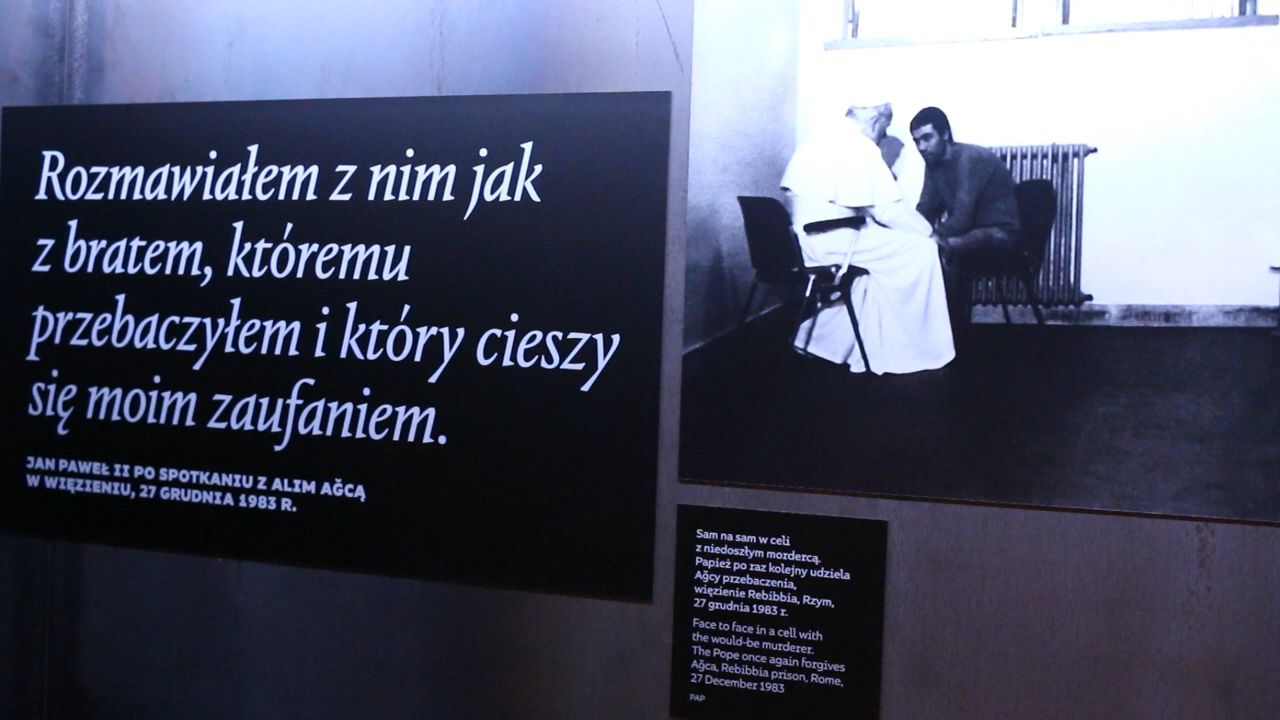 Rozmawiałem z nim jak
z bratem, któremu
przebaczyłem i który cieszy
się moim zaufaniem.
JAN PAWEŁ II PO SPOTKANIU Z ALIM AĞCĄ
W WIĘZIENIU, 27 GRUDNIA 1983 R.
Sam na sam w celi
z niedoszłym mordercą.
Papież po raz kolejny udziela
Ağcy przebaczenia,
więzienie Rebibbia, Rzym,
27 grudnia 1983 r.
Face to face in a cell with
the would-be murderer.
The Pope once again forgives
Ağca, Rebibbia prison, Rome,
27 December 1983
PAP